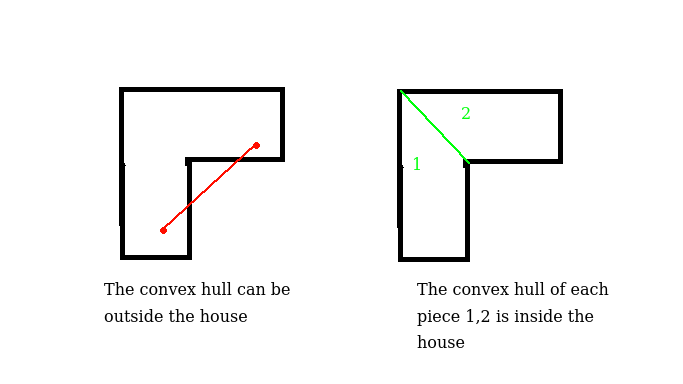 2
1
The convex hull can be
outside the house
The convex hull of each
piece 1,2 is inside the
house